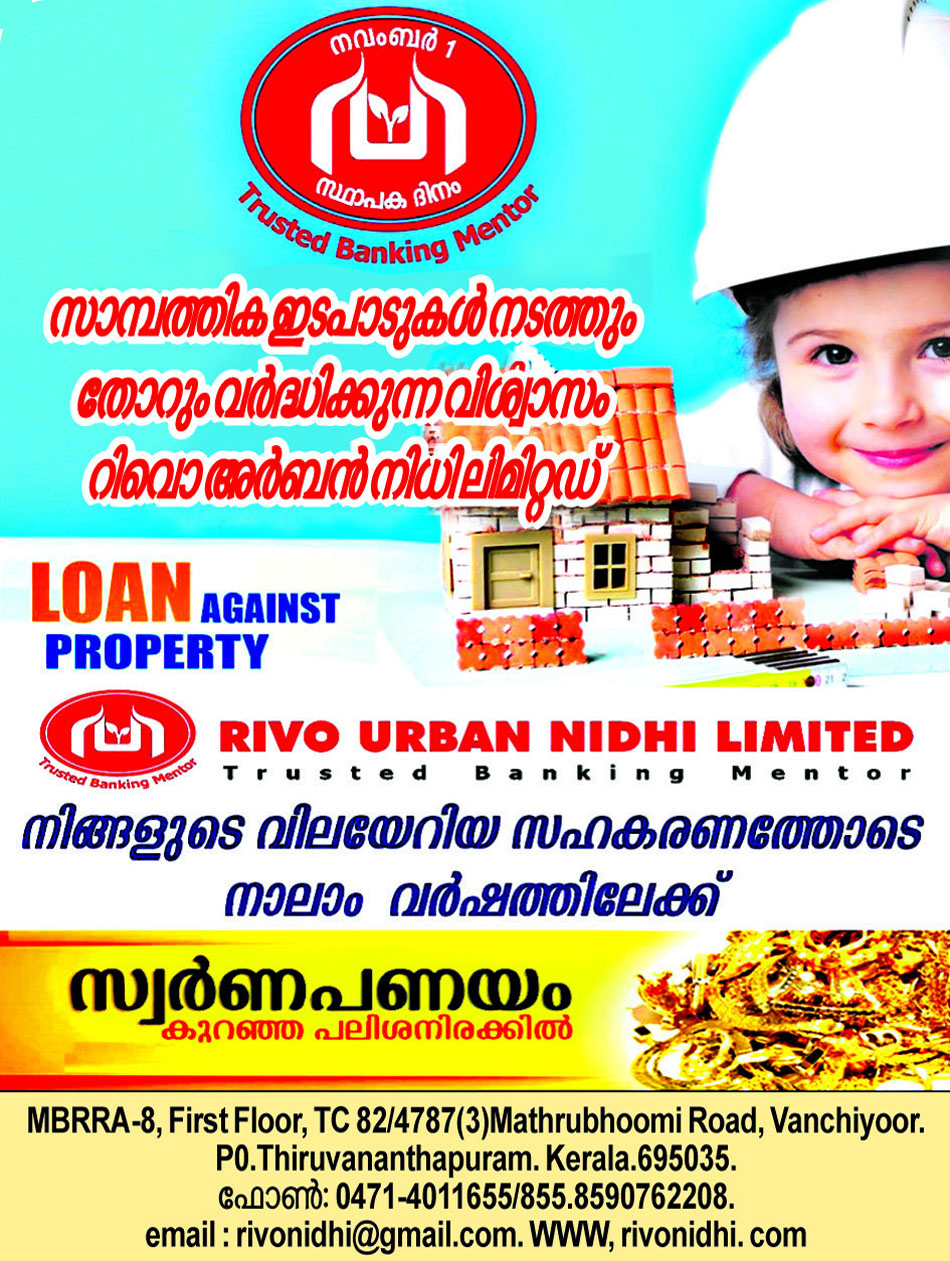 നവംബർ 1
സ്ഥാപക ദിനം
Trusted Banking Mentor
സാമ്പത്തിക ഇടപാടുകൾ നടത്തും
തോറും വർദ്ധിക്കുന്ന വിശ്വാസം
റിവൊ അർബൻ നിധി ലിമിറ്റഡ്
LOAN AGAINST
PROPERTY
Trusted Banking Mentor
RIVO URBAN NIDHI LIMITED
Trusted Banking Mentor
നിങ്ങളുടെ വിലയേറിയ സഹകരണത്തോടെ
നാലാം വർഷത്തിലേക്ക്
സ്വർണപണയം
കുറഞ്ഞ പലിശനിരക്കിൽ
MBRRA-8, First Floor, TC 82/4787(3)Mathrubhoomi Road, Vanchiyoor.
P0.Thiruvananthapuram. Kerala.695035.
ഫോൺ: 0471-4011655/855.8590762208.
email : rivonidhi@gmail.com. WWW, rivonidhi. com